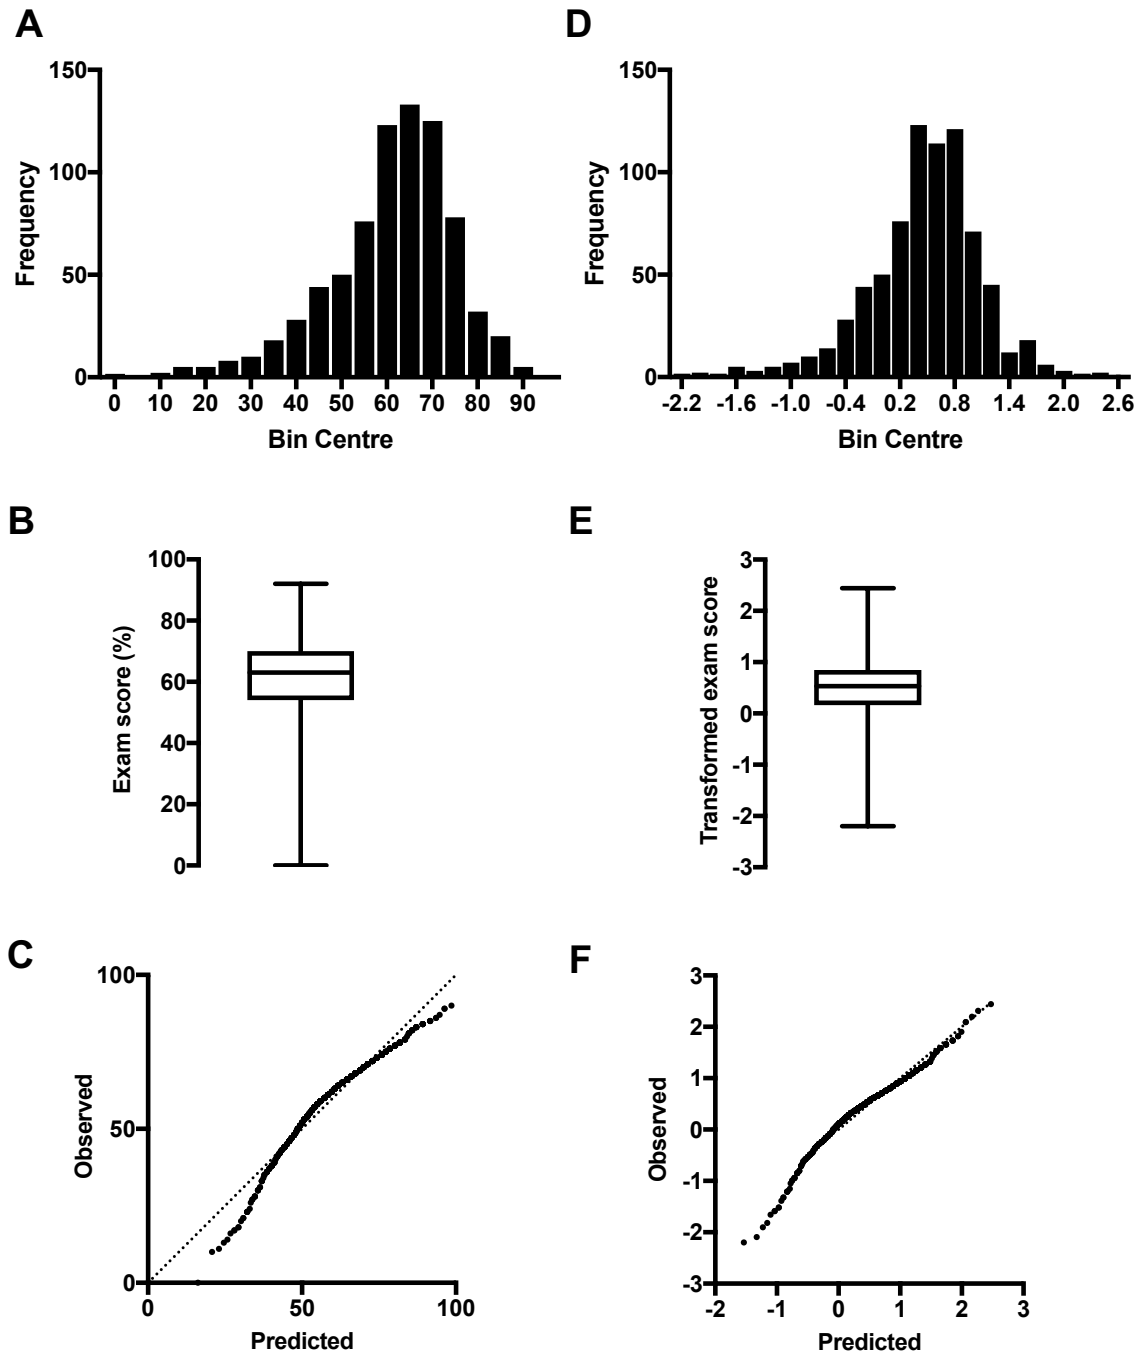 A
150
100
50
0
Frequency
0 10 20 30 40 50 60 70 80 90
Bin Centre
D
150
100
50
0
Frequency
-2.2 -1.6 -1.0 -0.4 0.2 0.8 1.4 2.0 2.6
Bin Centre
B
100
80
60
40
20
0
Exam score (%)
E
3
2
1
0
-1
-2
-3
Transformed exam score
C
100
50
0
Observed
0 50 100
Predicted
F
3
2
1
0
-1
-2
-3
Observed
-2 -1 0 1 2 3
Predicted